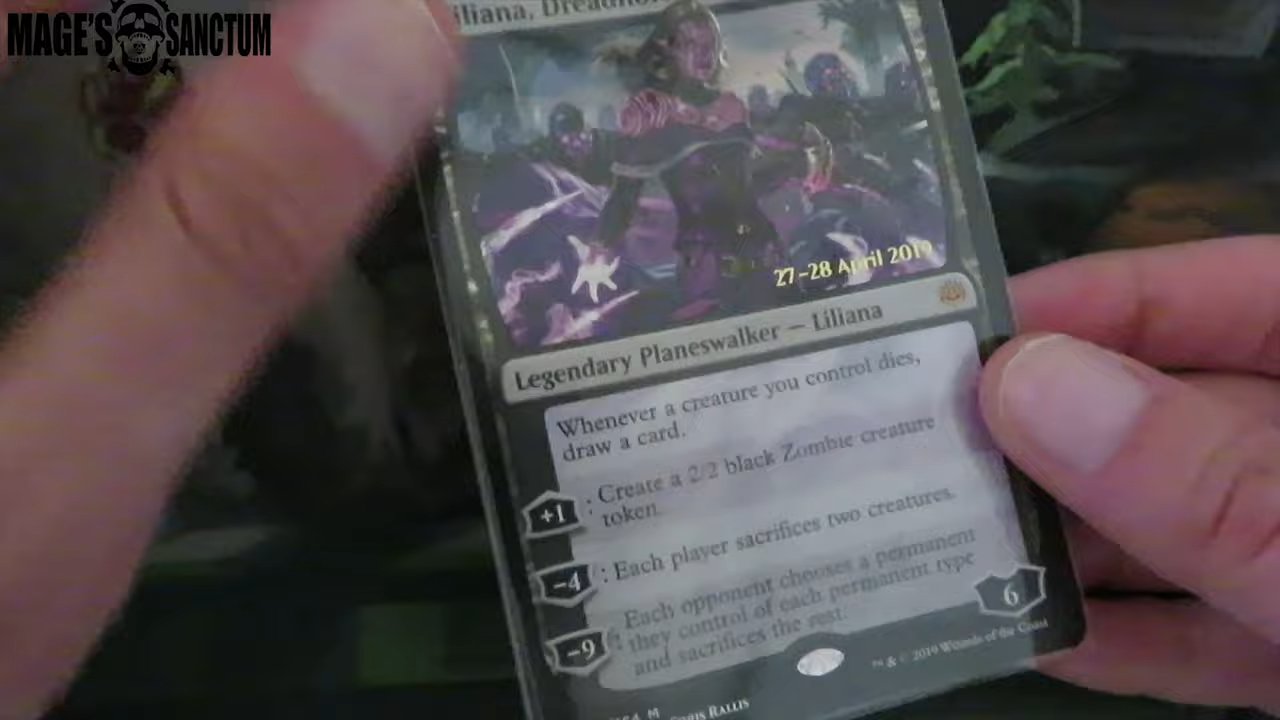 MAGE'S SANCTUM
Liliana,
27-28 April 2019
Legendary Planeswalker — Liliana
Whenever a creature you control dies,
draw a card.
+1 : Create a 2/2 black Zombie creature
token.
-4 : Each player sacrifices two creatures.
Each opponent chooses a permanent
-9 : they control of each permanent type
and sacrifices the rest.
6
™ & © 2019 Wizards of the Coast
M
RALLIS